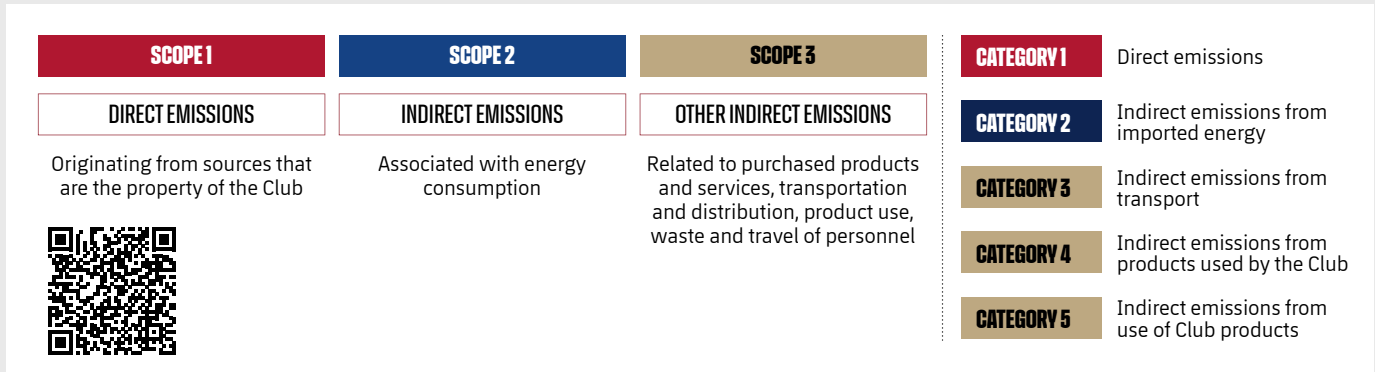 SCOPE 1
DIRECT EMISSIONS
Originating from sources that
are the property of the Club
SCOPE 2
INDIRECT EMISSIONS
Associated with energy
consumption
SCOPE 3
OTHER INDIRECT EMISSIONS
Related to purchased products
and services, transportation
and distribution, product use,
waste and travel of personnel
CATEGORY 1
Direct emissions
CATEGORY 2
Indirect emissions from
imported energy
CATEGORY 3
Indirect emissions from
transport
CATEGORY 4
Indirect emissions from
products used by the Club
CATEGORY 5
Indirect emissions from
use of Club products